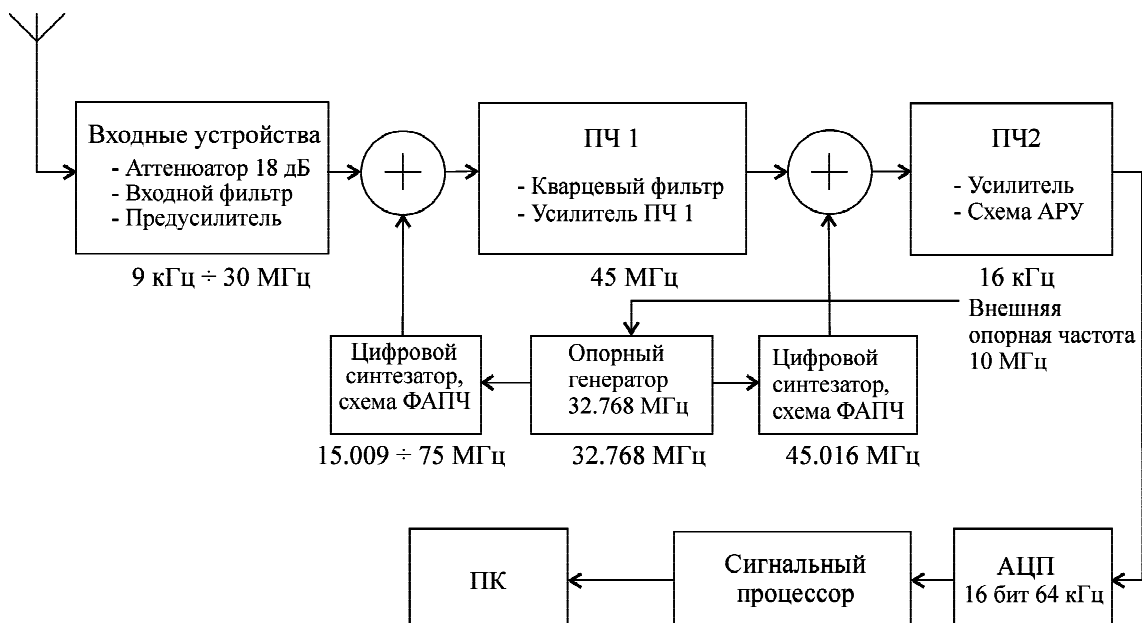 Входные устройства
- Аттенюатор 18 дБ
- Входной фильтр
- Предусилитель
9 кГц ÷ 30 МГц
ПЧ 1
- Кварцевый фильтр
- Усилитель ПЧ 1
45 МГц
ПЧ2
- Усилитель
- Схема АРУ
16 кГц
Внешняя
опорная частота
10 МГц
Цифровой
синтезатор,
схема ФАПЧ
15.009 ÷ 75 МГц
Опорный
генератор
32.768 МГц
32.768 МГц
Цифровой
синтезатор,
схема ФАПЧ
45.016 МГц
ПК
Сигнальный
процессор
АЦП
16 бит 64 кГц